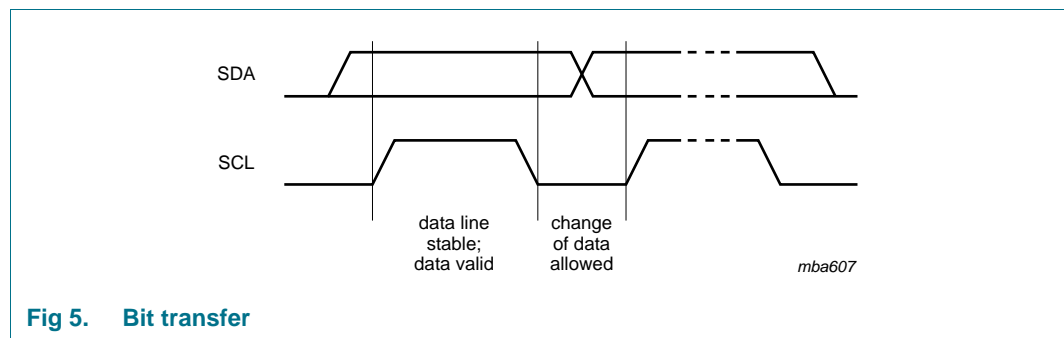 SDA
SCL
data line
stable;
data valid
change
of data
allowed
mba607
Fig 5. Bit transfer